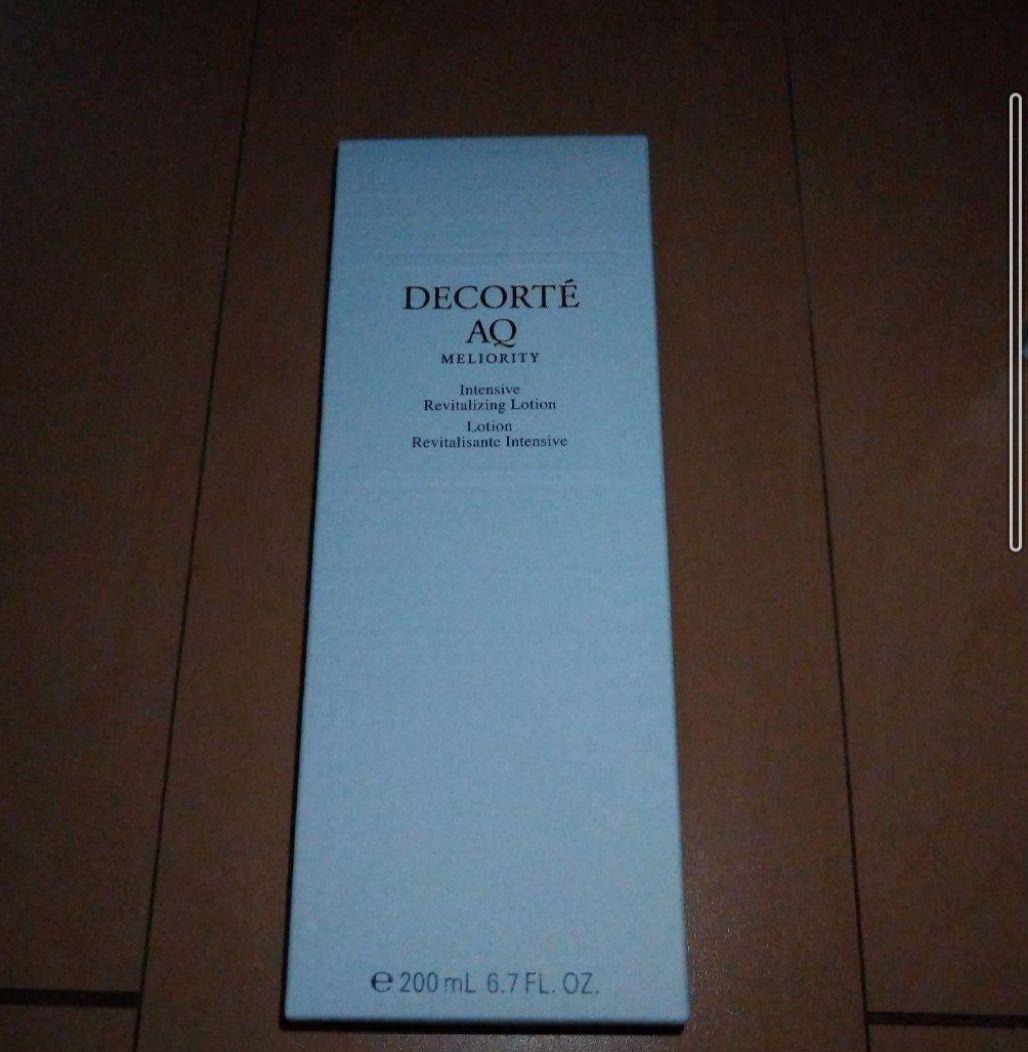 DECORTÉ
AQ
MELIORITY
Intensive
Revitalizing Lotion
Lotion
Revitalisante Intensive
℮ 200 mL 6.7 FL. OZ.